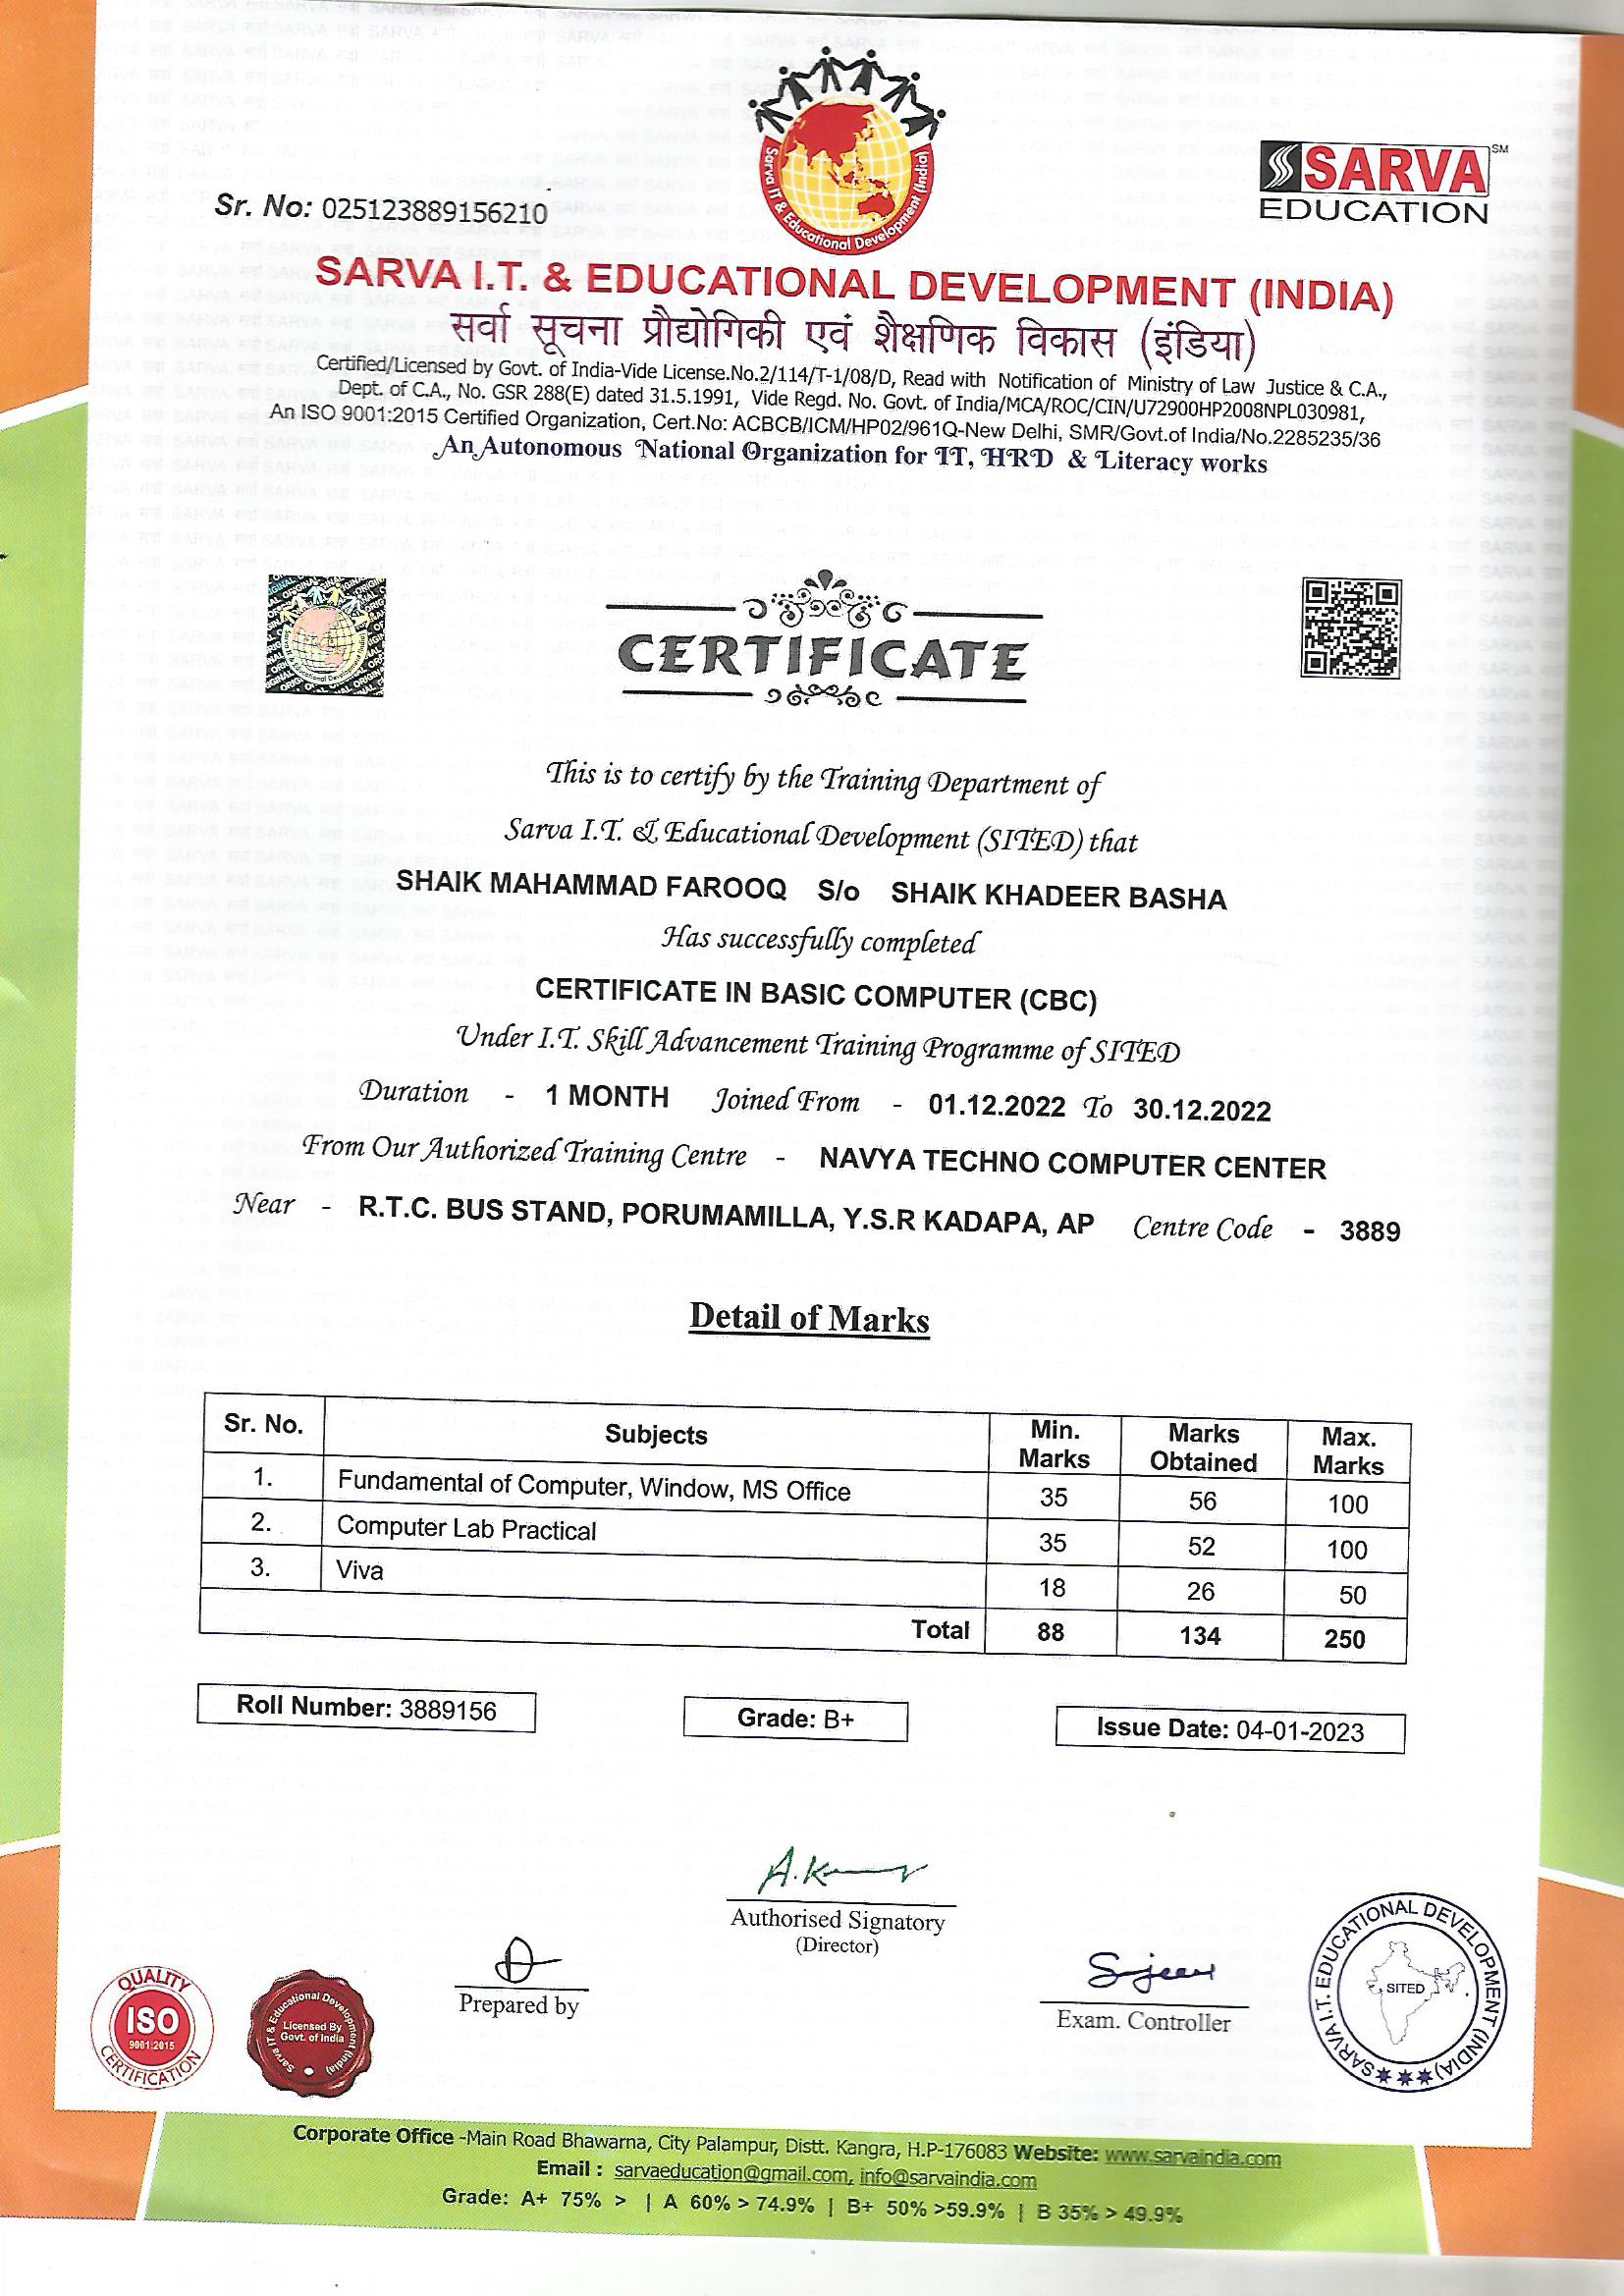 Sarva IT & Educational Development (India)
SARVA SM
EDUCATION
Sr. No: 025123889156210
SARVA I.T. & EDUCATIONAL DEVELOPMENT (INDIA)
सर्वा सूचना प्रौद्योगिकी एवं शैक्षणिक विकास (इंडिया)
Certified/Licensed by Govt. of India-Vide License.No.2/114/T-1/08/D, Read with Notification of Ministry of Law Justice & C.A.,
Dept. of C.A., No. GSR 288(E) dated 31.5.1991, Vide Regd. No. Govt. of India/MCA/ROC/CIN/U72900HP2008NPL030981,
An ISO 9001:2015 Certified Organization, Cert.No: ACBCB/ICM/HP02/961Q-New Delhi, SMR/Govt.of India/No.2285235/36
An Autonomous National Organization for IT, HRD & Literacy works
CERTIFICATE
This is to certify by the Training Department of
Sarva I.T. & Educational Development (SITED) that
SHAIK MAHAMMAD FAROOQ S/o SHAIK KHADEER BASHA
Has successfully completed
CERTIFICATE IN BASIC COMPUTER (CBC)
Under I.T. Skill Advancement Training Programme of SITED
Duration - 1 MONTH Joined From - 01.12.2022 To 30.12.2022
From Our Authorized Training Centre - NAVYA TECHNO COMPUTER CENTER
Near - R.T.C. BUS STAND, PORUMAMILLA, Y.S.R KADAPA, AP Centre Code - 3889
Detail of Marks
Sr. No. Subjects Min. Marks Marks Obtained Max. Marks
1. Fundamental of Computer, Window, MS Office 35 56 100
2. Computer Lab Practical 35 52 100
3. Viva 18 26 50
Total 88 134 250
Roll Number: 3889156 Grade: B+ Issue Date: 04-01-2023
A.K
Authorised Signatory
(Director)
Prepared by
Exam. Controller
QUALITY
ISO
9001:2015
CERTIFICATION
Sarva IT & Educational Development (India)
Licensed By
Govt. of India
SARVA I.T. EDUCATIONAL DEVELOPMENT (INDIA)
SITED
Corporate Office -Main Road Bhawarna, City Palampur, Distt. Kangra, H.P-176083 Website: www.sarvaindia.com
Email : sarvaeducation@gmail.com, info@sarvaindia.com
Grade: A+ 75% > | A 60% > 74.9% | B+ 50% >59.9% | B 35% > 49.9%